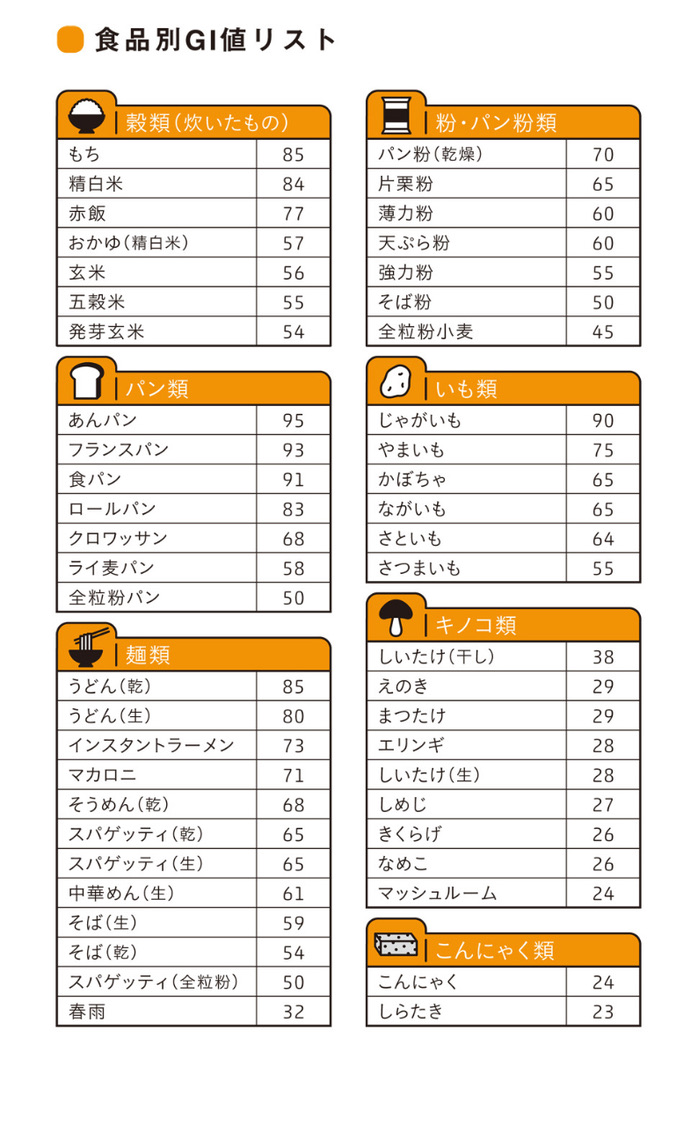 食品別GI値リスト
穀類(炊いたもの)
もち 85
精白米 84
赤飯 77
おかゆ(精白米) 57
玄米 56
五穀米 55
発芽玄米 54
パン類
あんパン 95
フランスパン 93
食パン 91
ロールパン 83
クロワッサン 68
ライ麦パン 58
全粒粉パン 50
麺類
うどん(乾) 85
うどん(生) 80
インスタントラーメン 73
マカロニ 71
そうめん(乾) 68
スパゲッティ(乾) 65
スパゲッティ(生) 65
中華めん(生) 61
そば(生) 59
そば(乾) 54
スパゲッティ(全粒粉) 50
春雨 32
粉・パン粉類
パン粉(乾燥) 70
片栗粉 65
薄力粉 60
天ぷら粉 60
強力粉 55
そば粉 50
全粒粉小麦 45
いも類
じゃがいも 90
やまいも 75
かぼちゃ 65
ながいも 65
さといも 64
さつまいも 55
キノコ類
しいたけ(干し) 38
えのき 29
まつたけ 29
エリンギ 28
しいたけ(生) 28
しめじ 27
きくらげ 26
なめこ 26
マッシュルーム 24
こんにゃく類
こんにゃく 24
しらたき 23